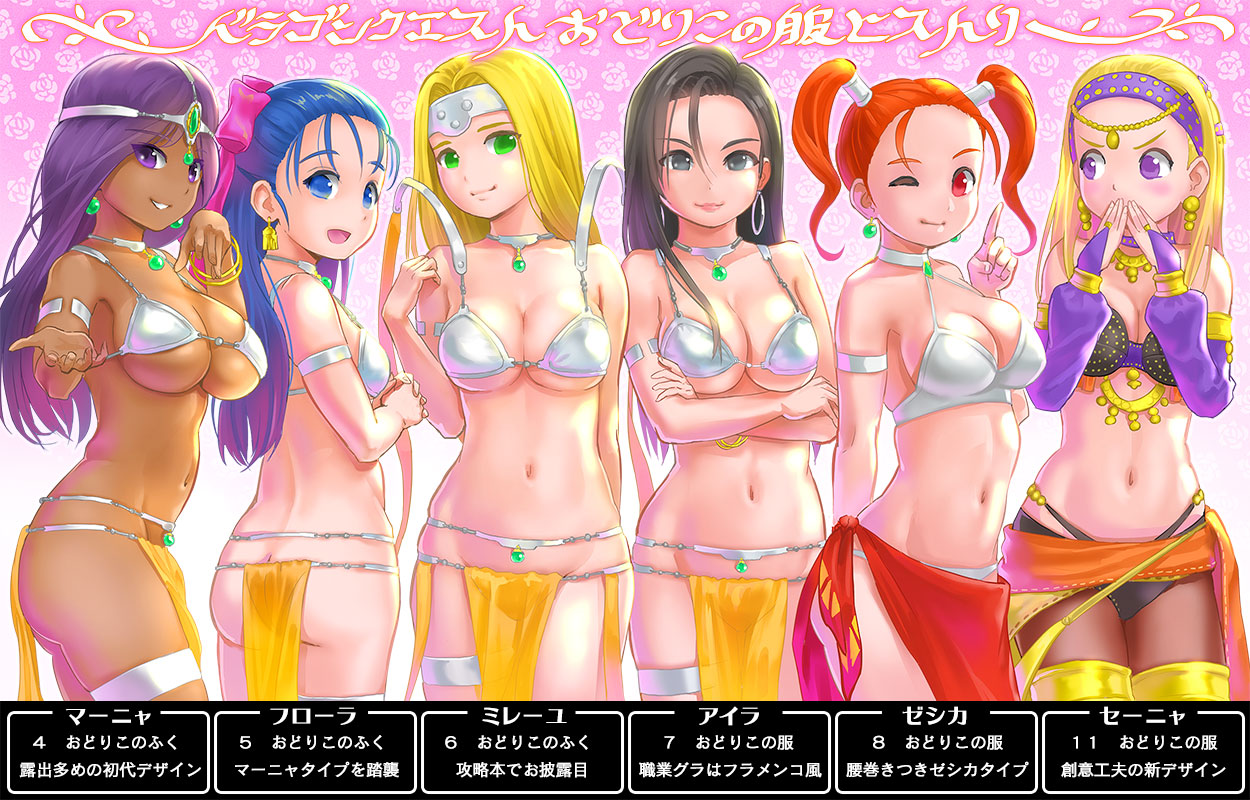 ドラゴンクエストん おどりこの服ヒストんリー
マーニャ
4 おどりこのふく
露出多めの初代デザイン
フローラ
5 おどりこのふく
マーニャタイプを踏襲
ミレーユ
6 おどりこのふく
攻略本でお披露目
アイラ
7 おどりこの服
職業グラはフラメンコ風
ゼシカ
8 おどりこの服
腰巻きつきゼシカタイプ
セーニャ
11 おどりこの服
創意工夫の新デザイン